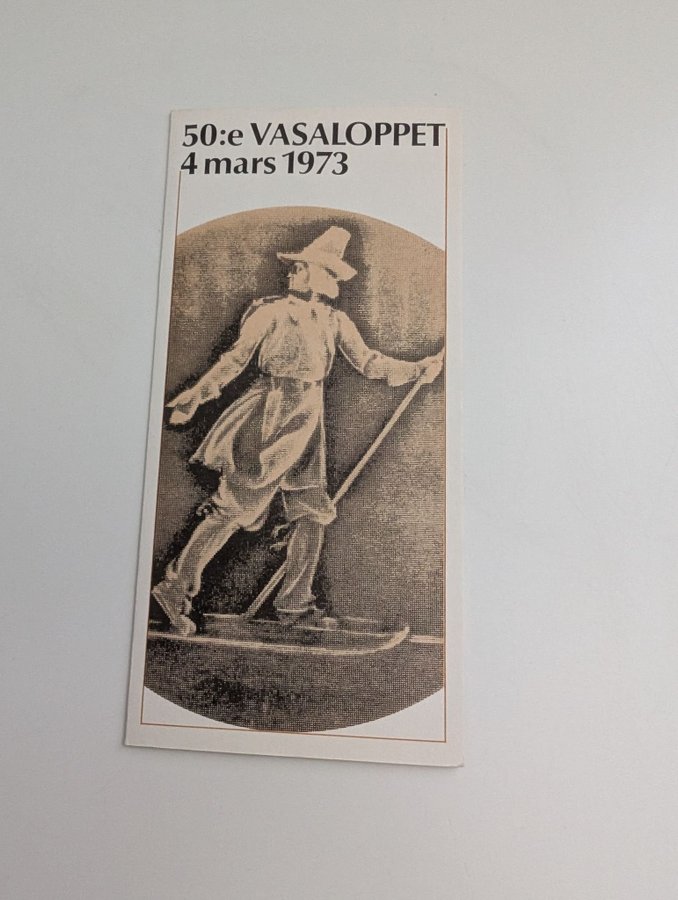 50:e VASALOPPET
4 mars 1973